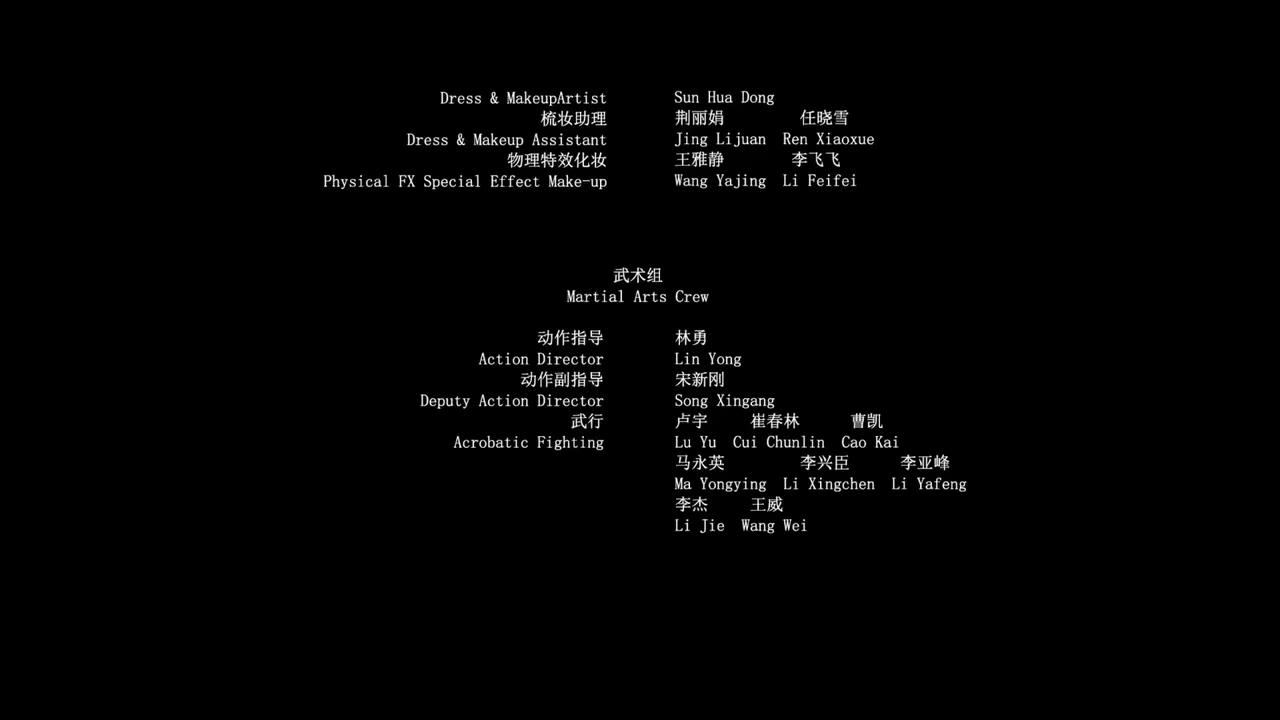 Dress & MakeupArtist Sun Hua Dong
梳妆助理 荆丽娟 任晓雪
Dress & Makeup Assistant Jing Lijuan Ren Xiaoxue
物理特效化妆 王雅静 李飞飞
Physical FX Special Effect Make-up Wang Yajing Li Feifei
武术组
Martial Arts Crew
动作指导 林勇
Action Director Lin Yong
动作副指导 宋新刚
Deputy Action Director Song Xingang
武行 卢宇 崔春林 曹凯
Acrobatic Fighting Lu Yu Cui Chunlin Cao Kai
马永英 李兴臣 李亚峰
Ma Yongying Li Xingchen Li Yafeng
李杰 王威
Li Jie Wang Wei